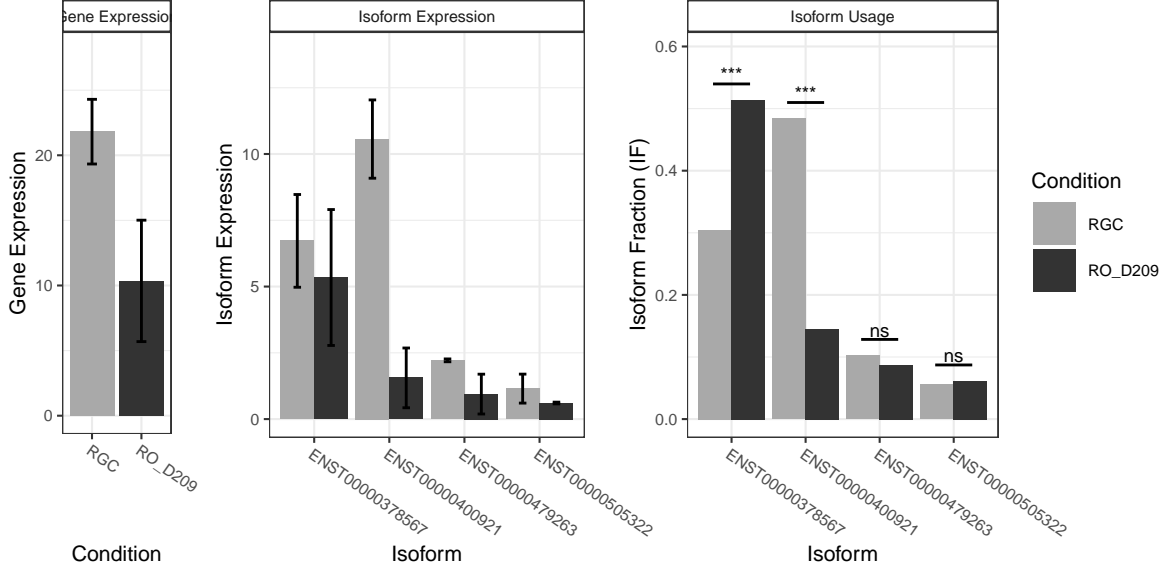 Gene Expression
Isoform Expression
Isoform Usage
Gene Expression
20
10
0
RGC
RO_D209
Condition
Isoform Expression
10
5
0
ENST00000378567
ENST00000400921
ENST00000479263
ENST00000505322
Isoform
Isoform Fraction (IF)
0.6
0.4
0.2
0.0
***
***
ns
ns
ENST00000378567
ENST00000400921
ENST00000479263
ENST00000505322
Isoform
Condition
RGC
RO_D209